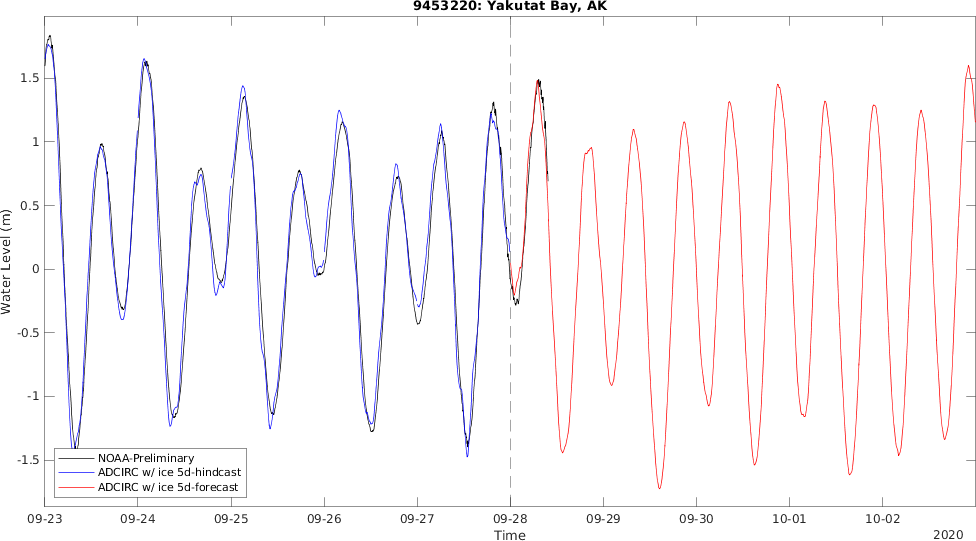 9453220: Yakutat Bay, AK
1.5
1
0.5
0
-0.5
-1
-1.5
Water Level (m)
NOAA-Preliminary
ADCIRC w/ ice 5d-hindcast
ADCIRC w/ ice 5d-forecast
09-23 09-24 09-25 09-26 09-27 09-28 09-29 09-30 10-01 10-02
Time
2020